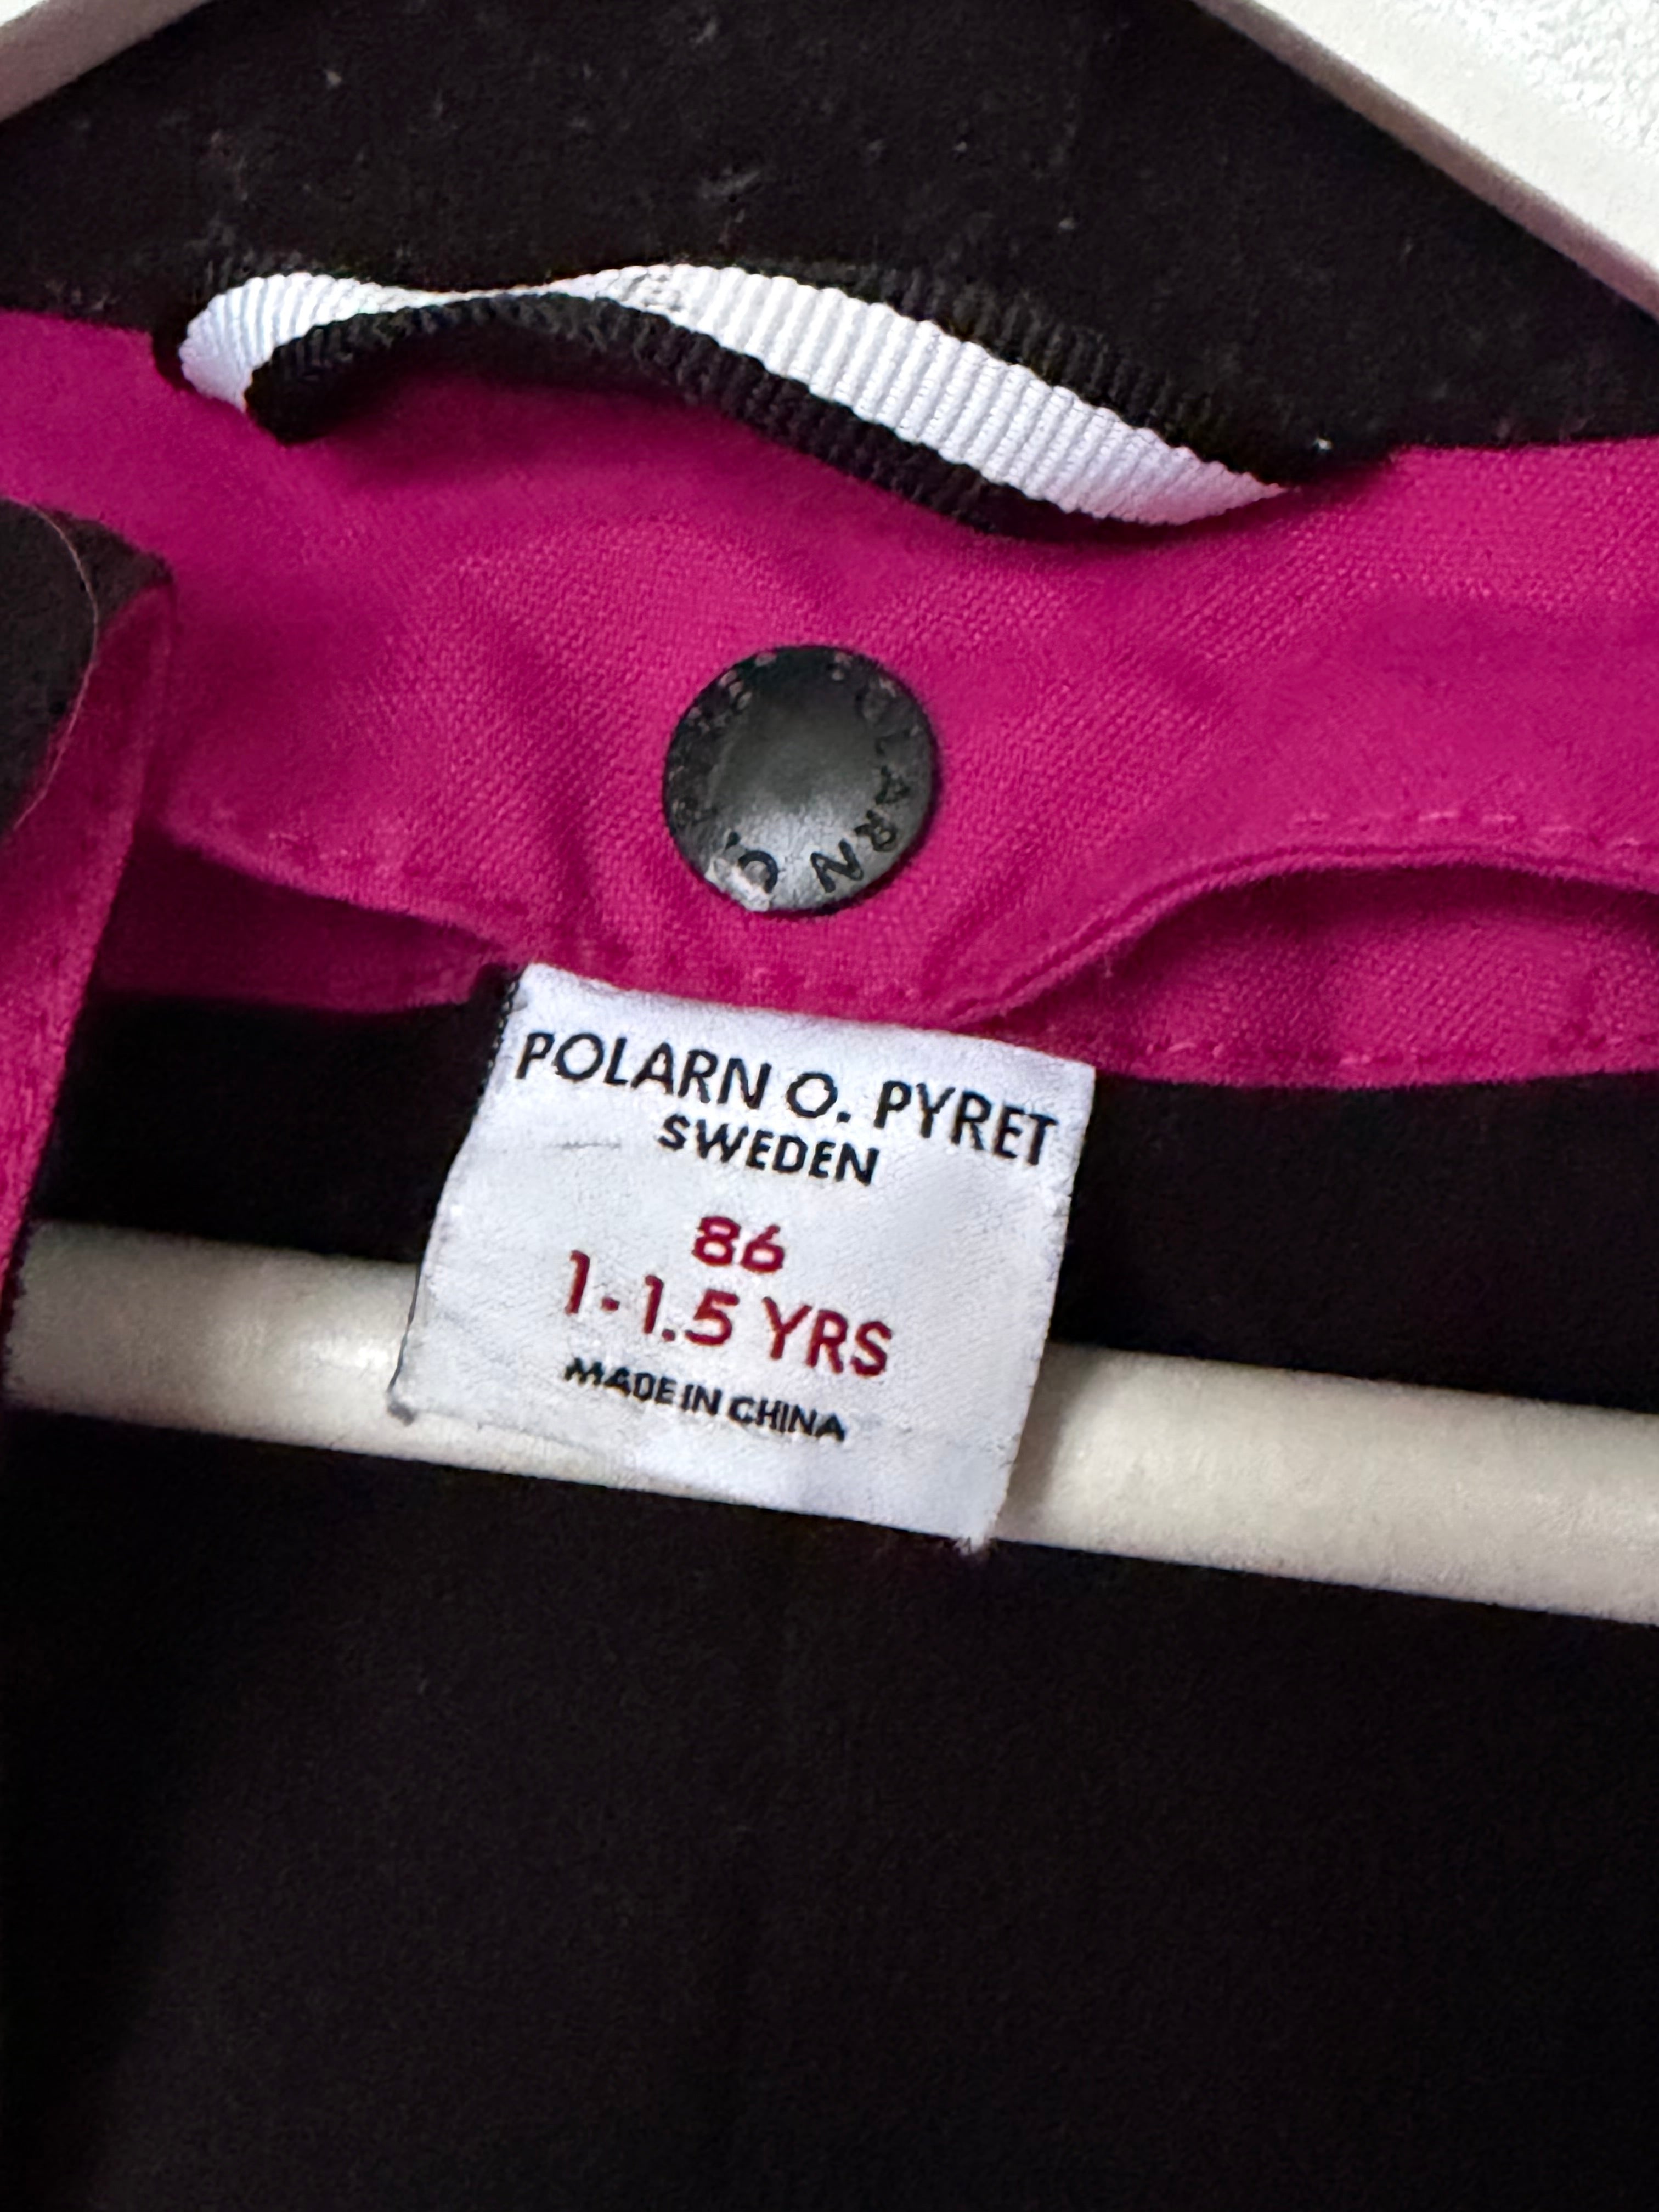 POLARN O. PYRET
SWEDEN
86
1-1.5 YRS
MADE IN CHINA